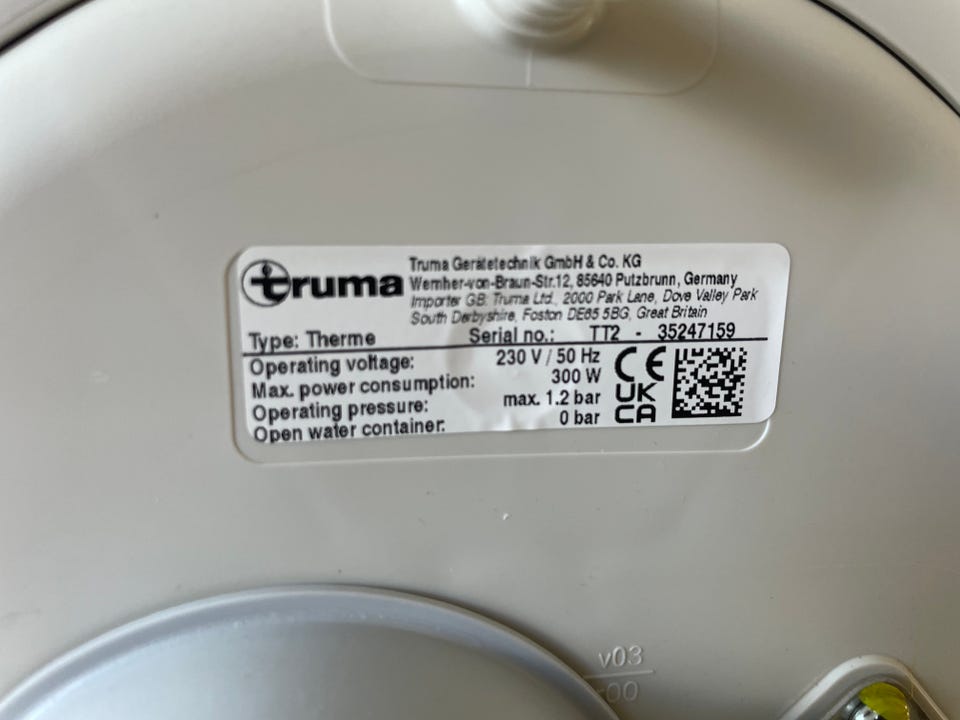 truma
Truma Gerätetechnik GmbH & Co. KG
Wernher-von-Braun-Str.12, 85640 Putzbrunn, Germany
Importer GB: Truma Ltd., 2000 Park Lane, Dove Valley Park
South Derbyshire, Foston DE65 5BG, Great Britain
Type: Therme Serial no.: TT2 - 35247159
Operating voltage: 230 V / 50 Hz
Max. power consumption: 300 W
Operating pressure: max. 1.2 bar
Open water container: 0 bar
CE
UK
CA
v03
-00